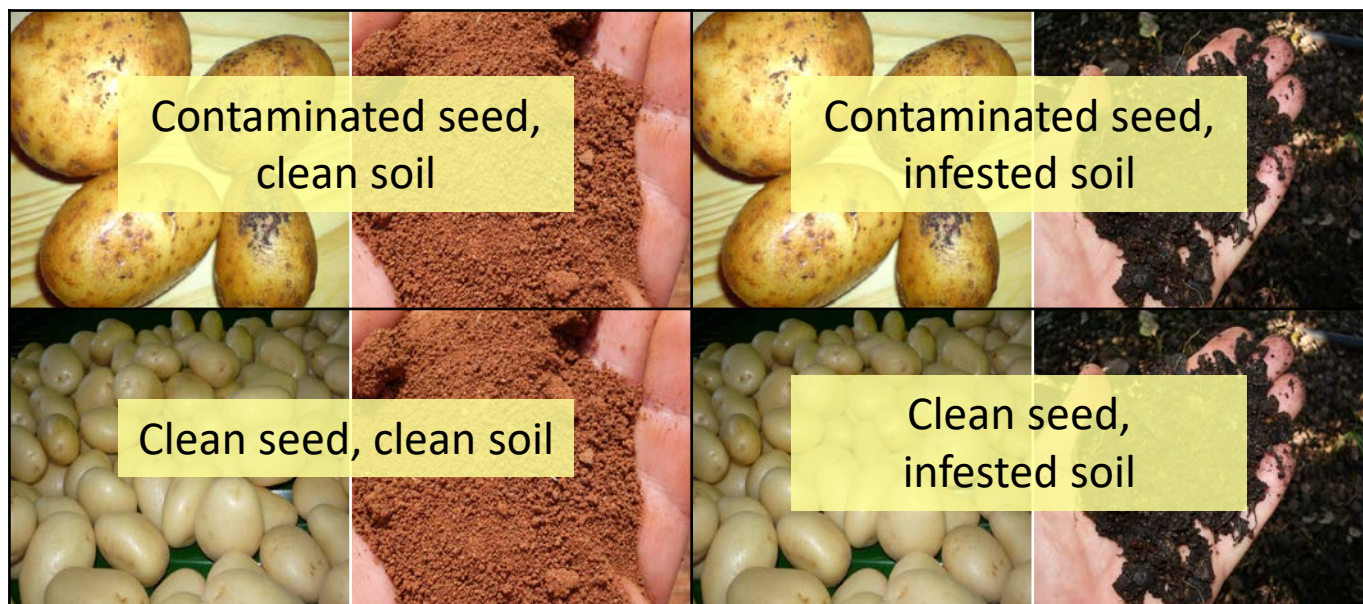 Contaminated seed,
clean soil
Contaminated seed,
infested soil
Clean seed, clean soil
Clean seed,
infested soil